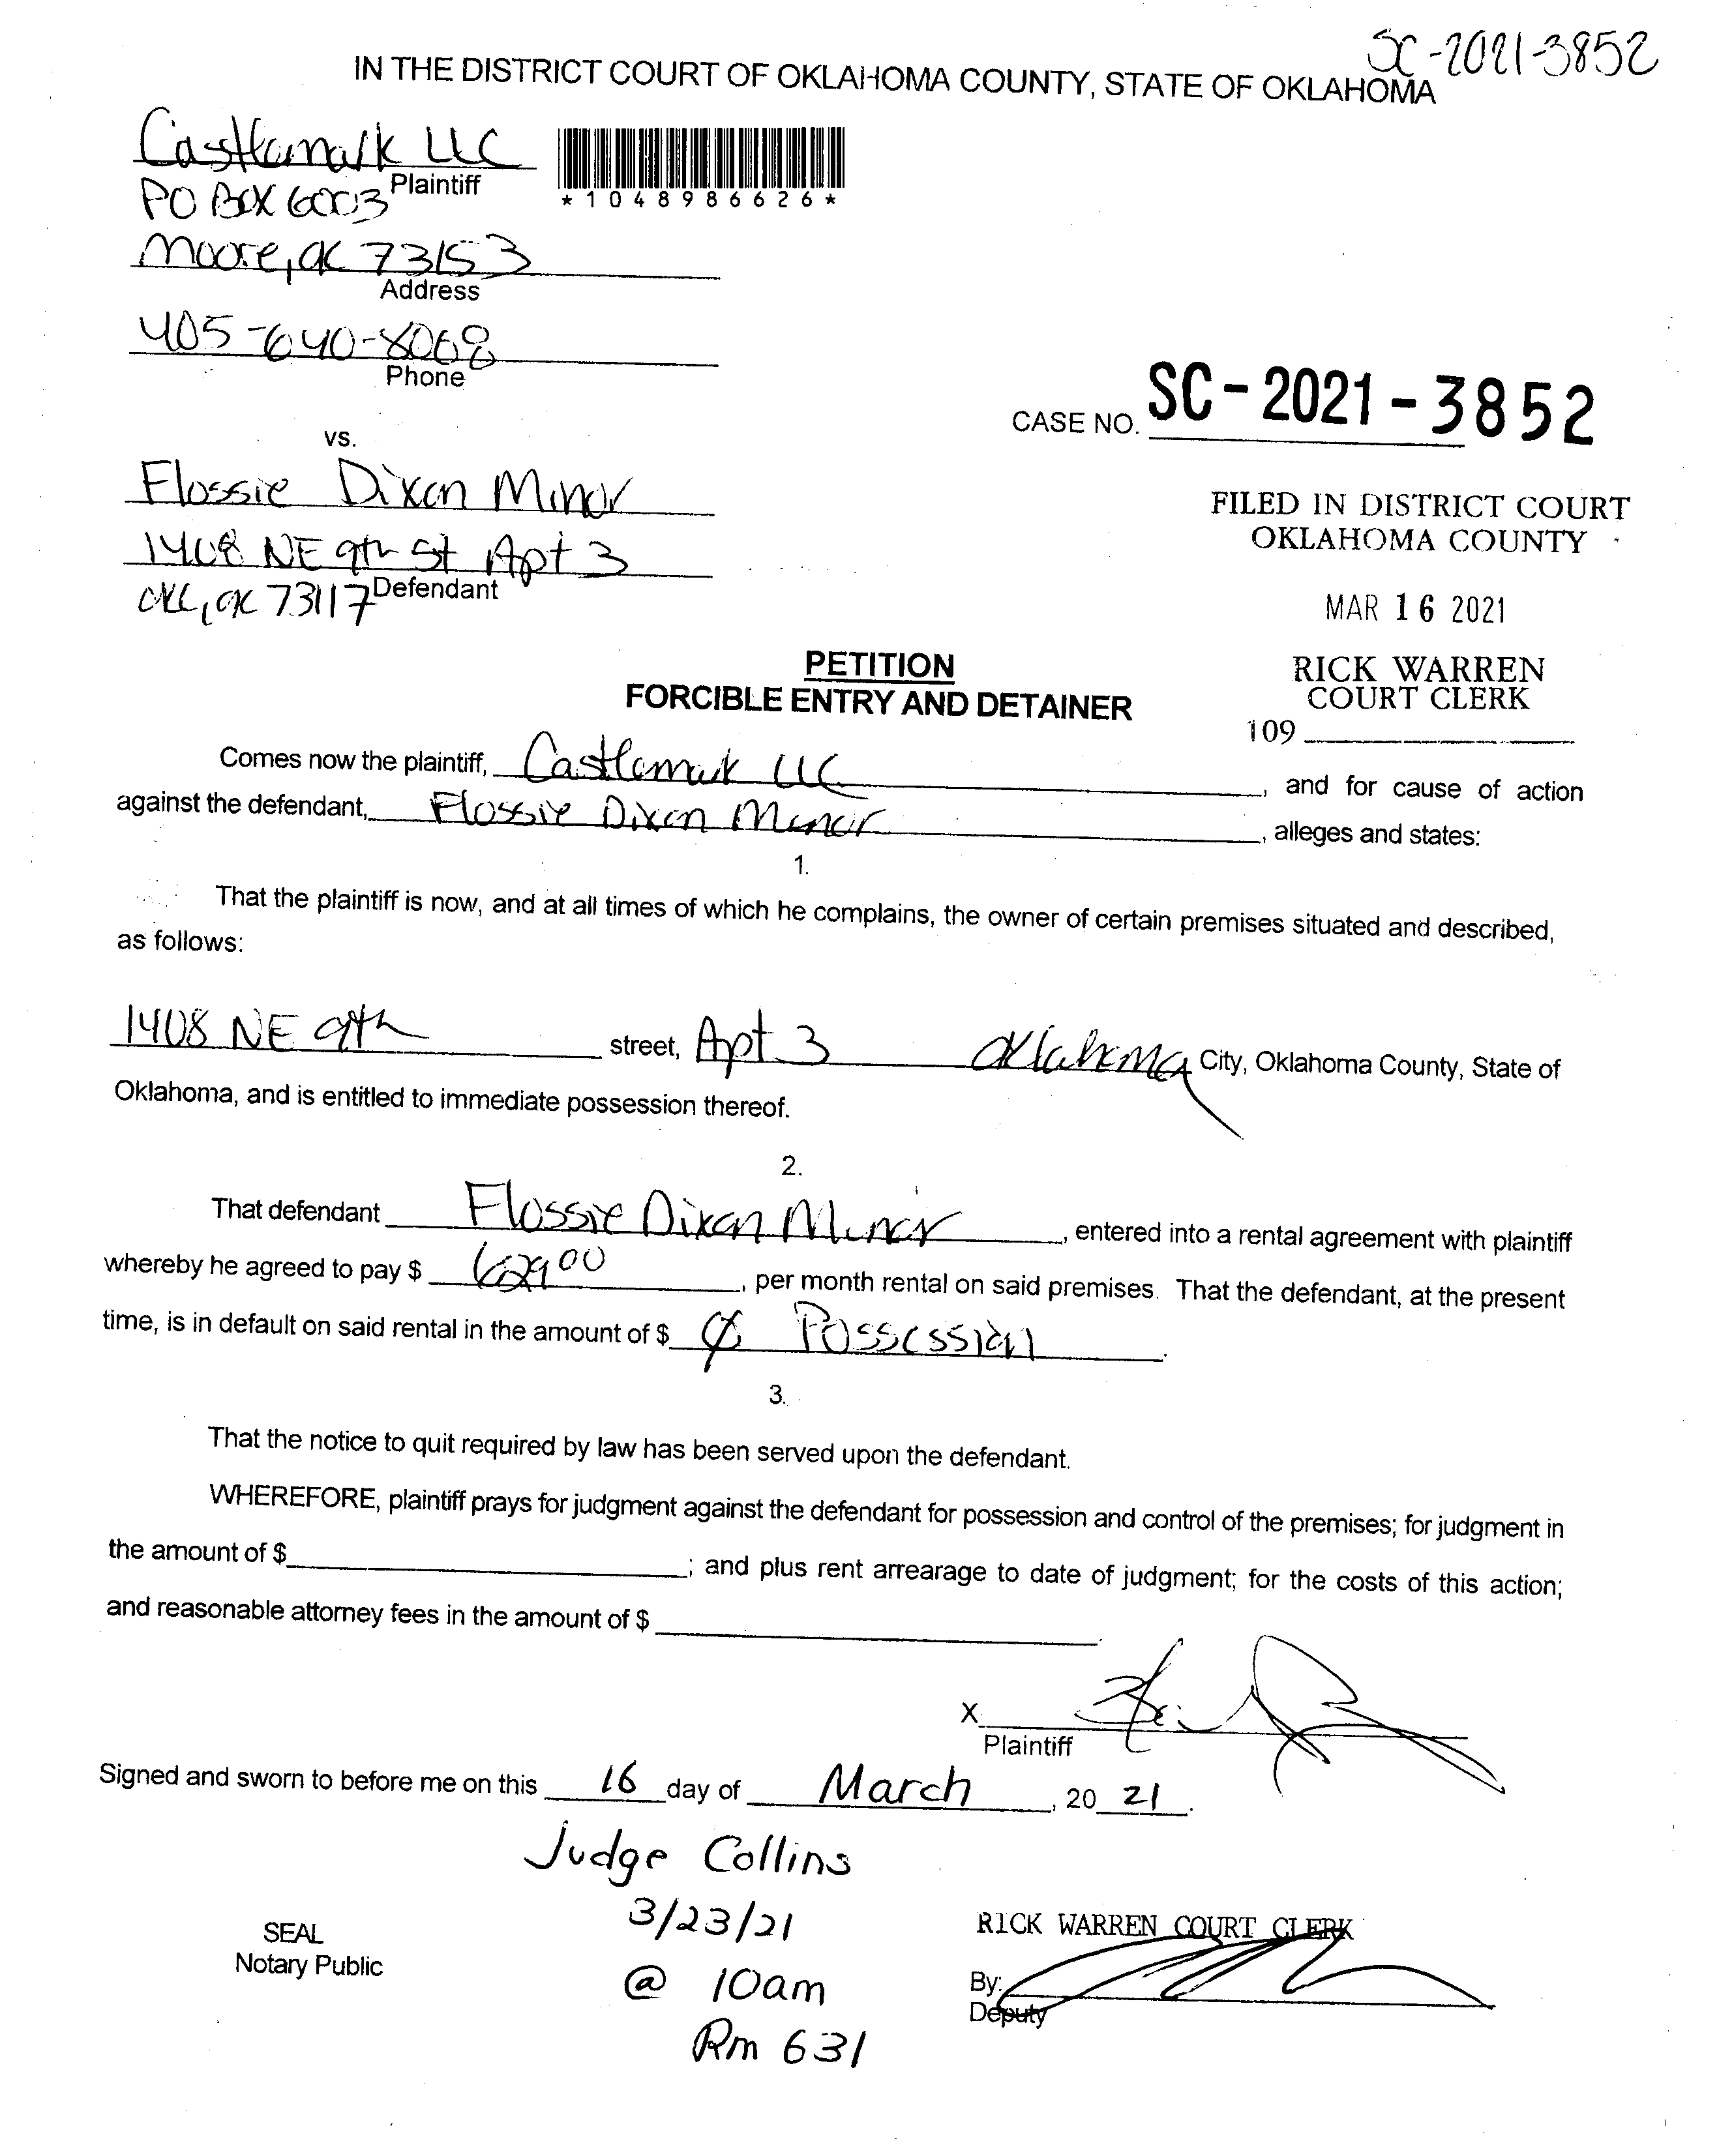 SC-2021-3852
IN THE DISTRICT COURT OF OKLAHOMA COUNTY, STATE OF OKLAHOMA
Castlemark LLC
Plaintiff
*1048986626*
PO BOX 6003
Moore, OK 73153
Address
405-640-8068
Phone
CASE NO. SC-2021-3852
vs.
Flossie Dixon Minor
1408 NE 9th St Apt 3
Defendant
OKC, OK 73117
FILED IN DISTRICT COURT
OKLAHOMA COUNTY
MAR 16 2021
RICK WARREN
COURT CLERK
109
PETITION
FORCIBLE ENTRY AND DETAINER
Comes now the plaintiff, Castlemark LLC, and for cause of action
against the defendant, Flossie Dixon Minor, alleges and states:
1.
That the plaintiff is now, and at all times of which he complains, the owner of certain premises situated and described,
as follows:
1408 NE 9th street, Apt 3 Oklahoma City, Oklahoma County, State of
Oklahoma, and is entitled to immediate possession thereof.
2.
That defendant Flossie Dixon Minor, entered into a rental agreement with plaintiff
whereby he agreed to pay $ 629 00, per month rental on said premises. That the defendant, at the present
time, is in default on said rental in the amount of $ Ø Possession.
3.
That the notice to quit required by law has been served upon the defendant.
WHEREFORE, plaintiff prays for judgment against the defendant for possession and control of the premises; for judgment in
the amount of $ ; and plus rent arrearage to date of judgment; for the costs of this action;
and reasonable attorney fees in the amount of $ .
X
Plaintiff
Signed and sworn to before me on this 16 day of March, 20 21.
Judge Collins
3/23/21
@ 10am
Rm 631
SEAL
Notary Public
RICK WARREN COURT CLERK
By:
Deputy